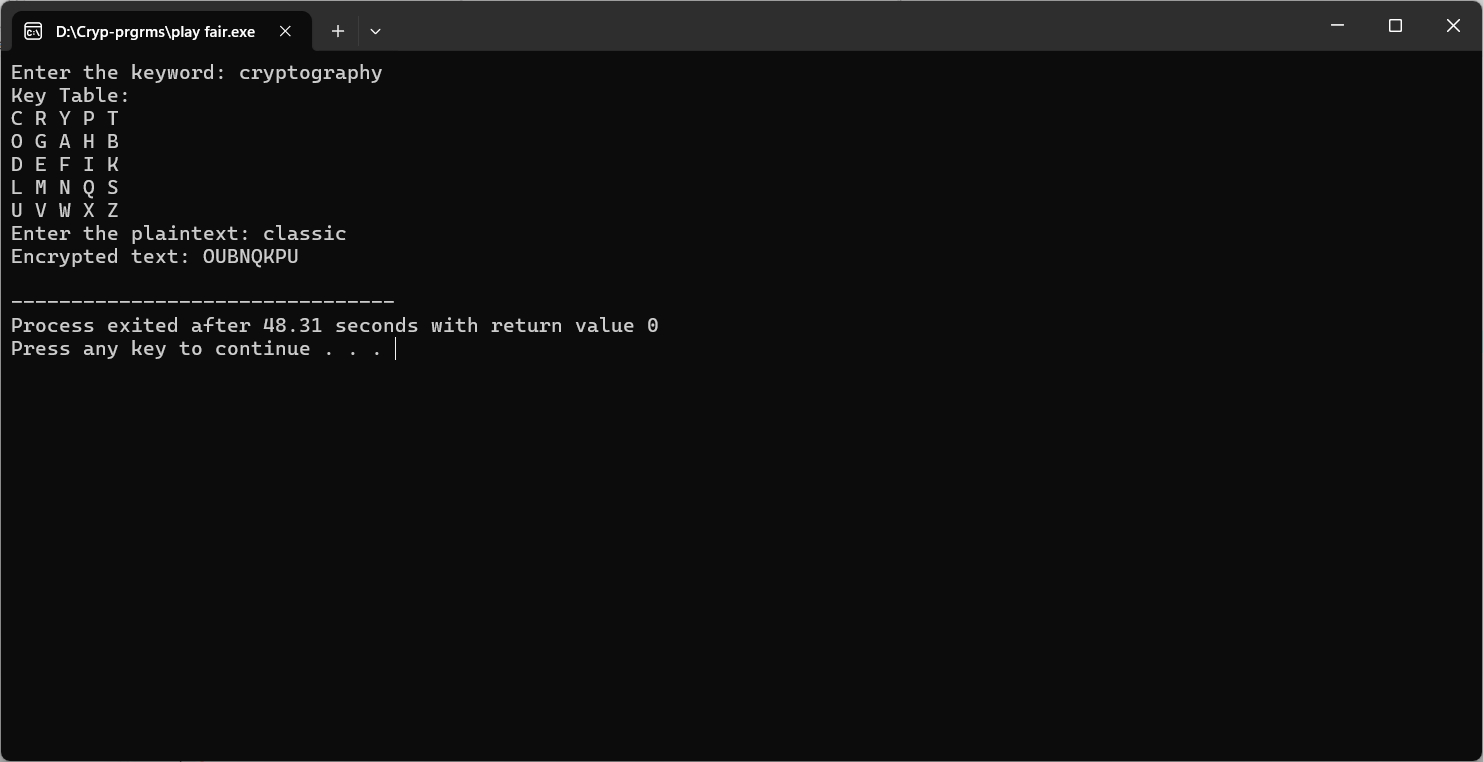 D:\Cryp-prgrms\play fair.exe
Enter the keyword: cryptography
Key Table:
C R Y P T
O G A H B
D E F I K
L M N Q S
U V W X Z
Enter the plaintext: classic
Encrypted text: OUBNQKPU
--------------------------------
Process exited after 48.31 seconds with return value 0
Press any key to continue . . .